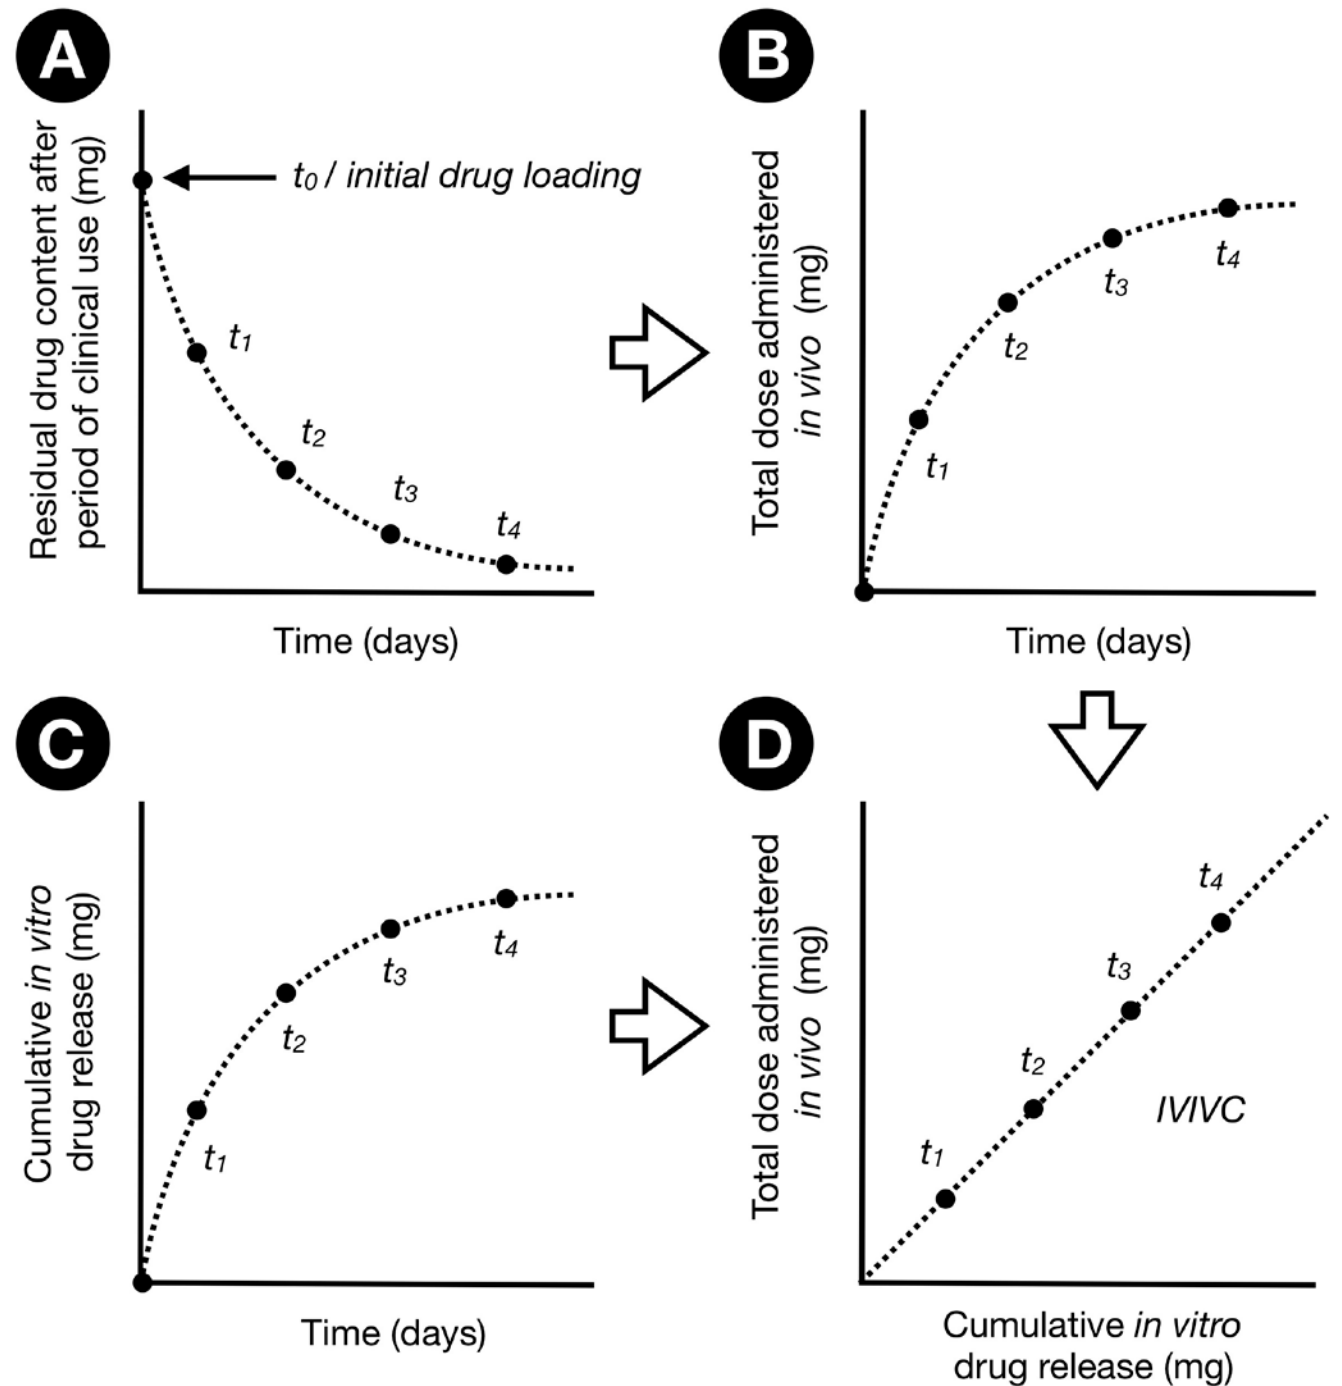 A
Residual drug content after
period of clinical use (mg)
t0 / initial drug loading
t1
t2
t3
t4
Time (days)
B
Total dose administered
in vivo (mg)
t1
t2
t3
t4
Time (days)
C
Cumulative in vitro
drug release (mg)
t1
t2
t3
t4
Time (days)
D
Total dose administered
in vivo (mg)
t1
t2
t3
t4
IVIVC
Cumulative in vitro
drug release (mg)